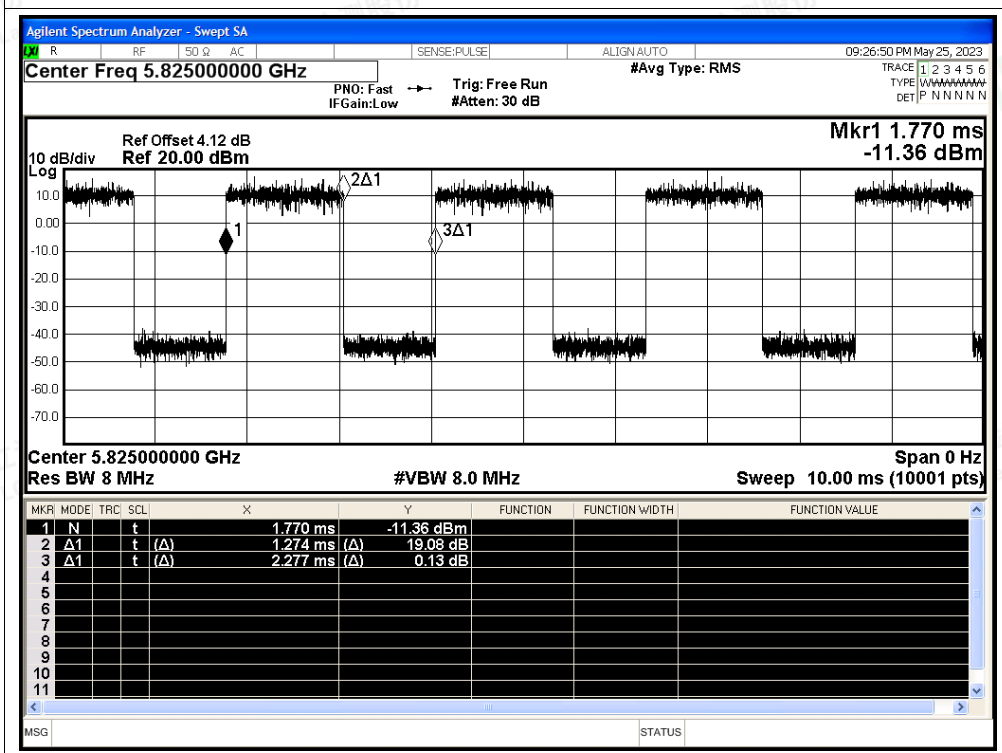 Agilent Spectrum Analyzer - Swept SA
R RF 50 Ω AC SENSE:PULSE ALIGN AUTO 09:26:50 PM May 25, 2023
Center Freq 5.825000000 GHz #Avg Type: RMS TRACE 1 2 3 4 5 6
PNO: Fast Trig: Free Run TYPE
IFGain:Low #Atten: 30 dB DET P N N N N N
Mkr1 1.770 ms
Ref Offset 4.12 dB
10 dB/div Ref 20.00 dBm -11.36 dBm
Log
2Δ1
10.0
0.00
1 3Δ1
-10.0
-20.0
-30.0
-40.0
-50.0
-60.0
-70.0
Center 5.825000000 GHz Span 0 Hz
Res BW 8 MHz #VBW 8.0 MHz Sweep 10.00 ms (10001 pts)
MKR MODE TRC SCL X Y FUNCTION FUNCTION WIDTH FUNCTION VALUE
1 N t 1.770 ms -11.36 dBm
2 Δ1 t (Δ) 1.274 ms (Δ) 19.08 dB
3 Δ1 t (Δ) 2.277 ms (Δ) 0.13 dB
4
5
6
7
8
9
10
11
MSG STATUS